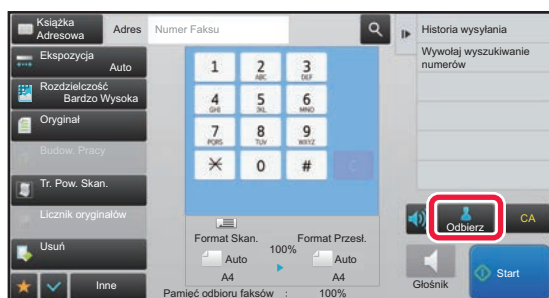 Książka
Adresowa
Adres
Numer Faksu
Historia wysyłania
Ekspozycja
Auto
Wywołaj wyszukiwanie
numerów
Rozdzielczość
Bardzo Wysoka
Oryginał
Budow. Pracy
Tr. Pow. Skan.
Licznik oryginałów
Usuń
Inne
1
2
ABC
3
DEF
4
GHI
5
JKL
6
MNO
7
PQRS
8
TUV
9
WXYZ
0
#
C
Format Skan.
100%
Format Przesł.
Auto
Auto
A4
A4
Pamięć odbioru faksów : 100%
Odbierz
CA
Głośnik
Start